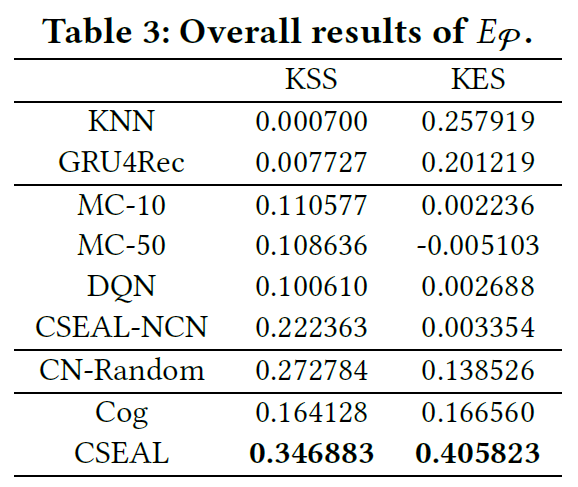 Table 3: Overall results of E𝒫.
KSS KES
KNN 0.000700 0.257919
GRU4Rec 0.007727 0.201219
MC-10 0.110577 0.002236
MC-50 0.108636 -0.005103
DQN 0.100610 0.002688
CSEAL-NCN 0.222363 0.003354
CN-Random 0.272784 0.138526
Cog 0.164128 0.166560
CSEAL 0.346883 0.405823